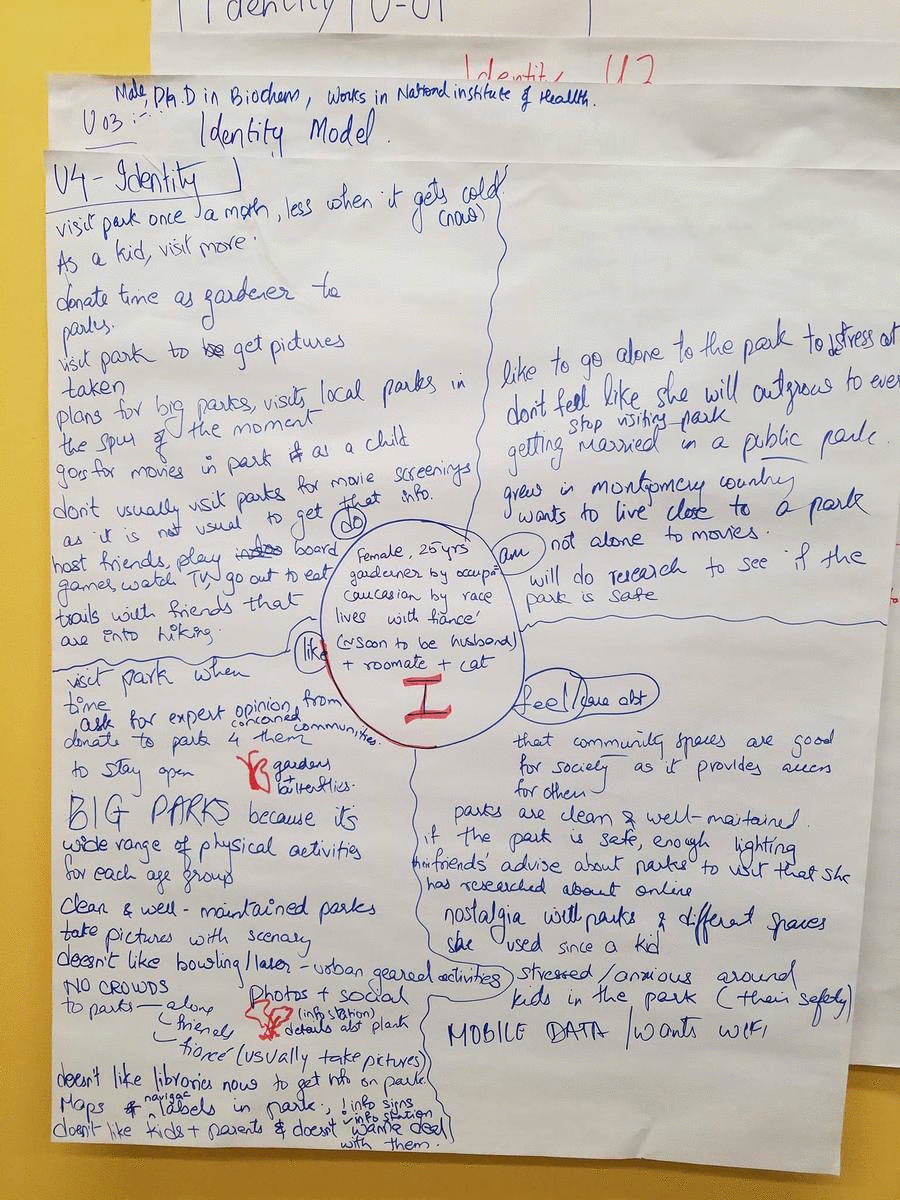 Identity U-01
Identity U2
Male, Ph.D in Biochem, works in National institute of Health.
U03 :-
Identity Model.
U4 - Identity
visit park once a month, less when it gets cold
(now)
As a kid, visit more.
donate time as gardener to
parks.
visit park to get pictures
taken
plans for big parks, visits local parks in
the spur of the moment
goes for movies in park as a child
don't usually visit parks for movie screenings
as it is not usual to get that info.
host friends, play board
games, watch TV, go out to eat
trails with friends that
are into hiking.
do
like to go alone to the park to destress out
don't feel like she will outgrow to ever
stop visiting park
getting married in a public park.
grew in montgomery country
wants to live close to a park
am
not alone to movies.
will do research to see if the
park is safe
Female, 25 yrs
gardener by occupa
caucasian by race
lives with fiance'
(soon to be husband)
+ roomate + cat
I
like
visit park when
time
ask for expert opinion from
concerned communities.
donate to park 4 them
to stay open
gardens
+
butterflies.
BIG PARKS because its
wide range of physical activities
for each age group
clean & well-maintained parks
take pictures with scenary
doesn't like bowling/laser - urban geared activities
NO CROWDS
to parks - alone
friends
fiancé (usually take pictures)
Photos + social
(info station)
details abt plant
doesn't like libraries now to get info on park.
Maps navigac labels in park, ! info signs
info station
doesn't like kids + parents & doesn't wanna deal
with them.
feel/care abt
that community spaces are good
for society as it provides access
for others
parks are clean & well-maintained.
if the park is safe, enough lighting
their friends' advise about parks to visit that she
has researched about online
nostalgia with parks & different spaces
she used since a kid
stressed/anxious around
kids in the park (their safety)
MOBILE DATA / wants WIFI